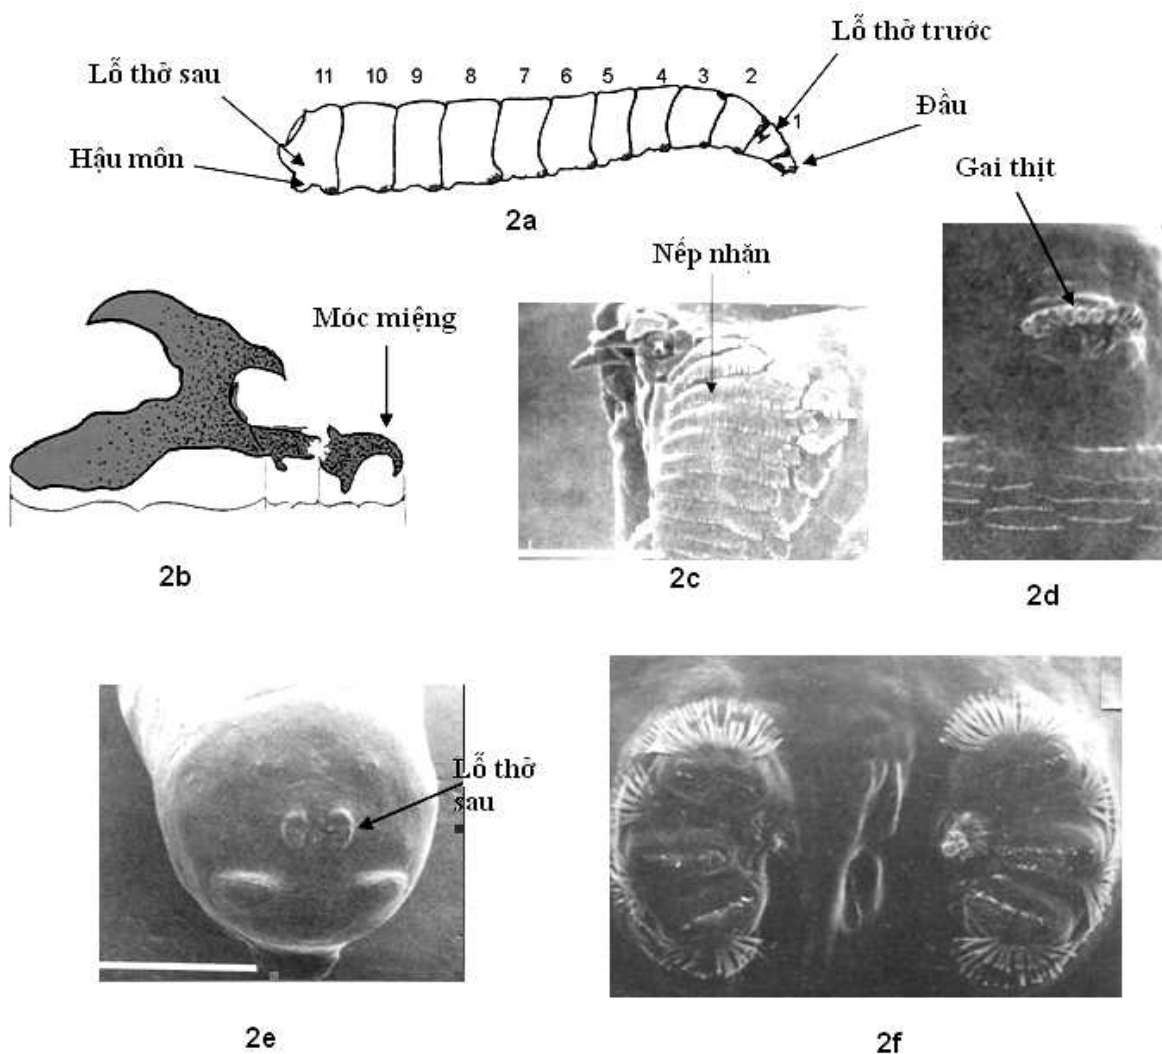 Lỗ thở trước
Lỗ thở sau
11 10 9 8 7 6 5 4 3 2 1
Đầu
Hậu môn
2a
Gai thịt
Nếp nhăn
Móc miệng
2b
2c
2d
Lỗ thở
sau
2e
2f